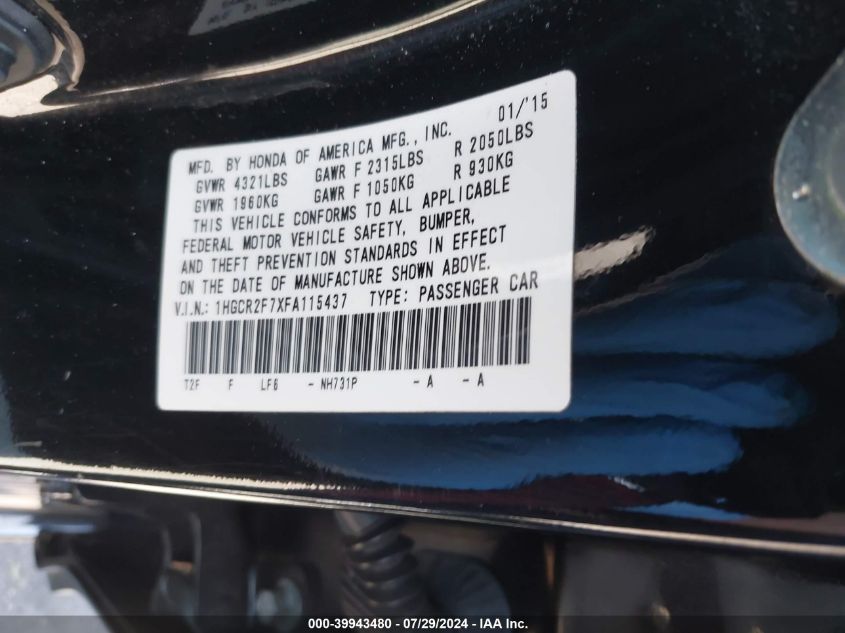 01/'15
MFD. BY HONDA OF AMERICA MFG., INC.
GVWR 4321LBS GAWR F 2315LBS R 2050LBS
GVWR 1960KG GAWR F 1050KG R 930KG
THIS VEHICLE CONFORMS TO ALL APPLICABLE
FEDERAL MOTOR VEHICLE SAFETY, BUMPER,
AND THEFT PREVENTION STANDARDS IN EFFECT
ON THE DATE OF MANUFACTURE SHOWN ABOVE.
V.I.N.: 1HGCR2F7XFA115437 TYPE: PASSENGER CAR
T2F F LF6 - NH731P - A - A
000-39943480 - 07/29/2024 - IAA Inc.